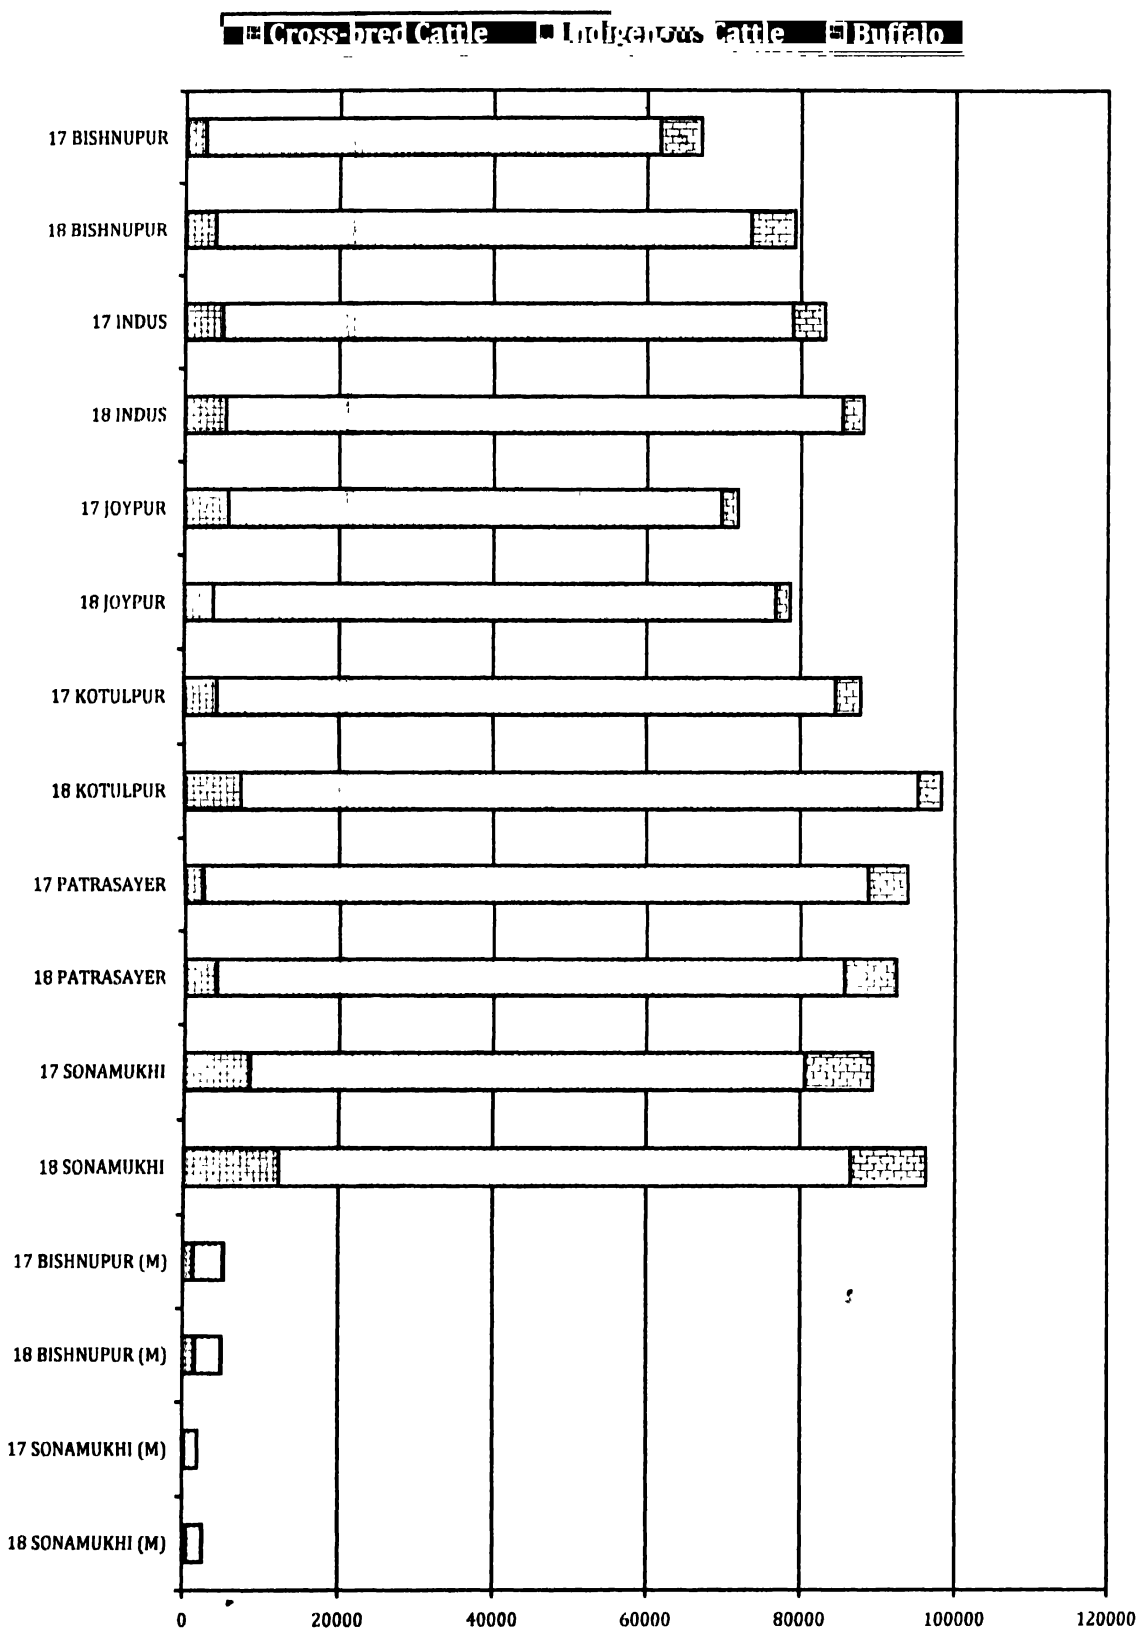 Cross-bred Cattle Indigenous Cattle Buffalo
17 BISHNUPUR
18 BISHNUPUR
17 INDUS
18 INDUS
17 JOYPUR
18 JOYPUR
17 KOTULPUR
18 KOTULPUR
17 PATRASAYER
18 PATRASAYER
17 SONAMUKHI
18 SONAMUKHI
17 BISHNUPUR (M)
18 BISHNUPUR (M)
17 SONAMUKHI (M)
18 SONAMUKHI (M)
0 20000 40000 60000 80000 100000 120000